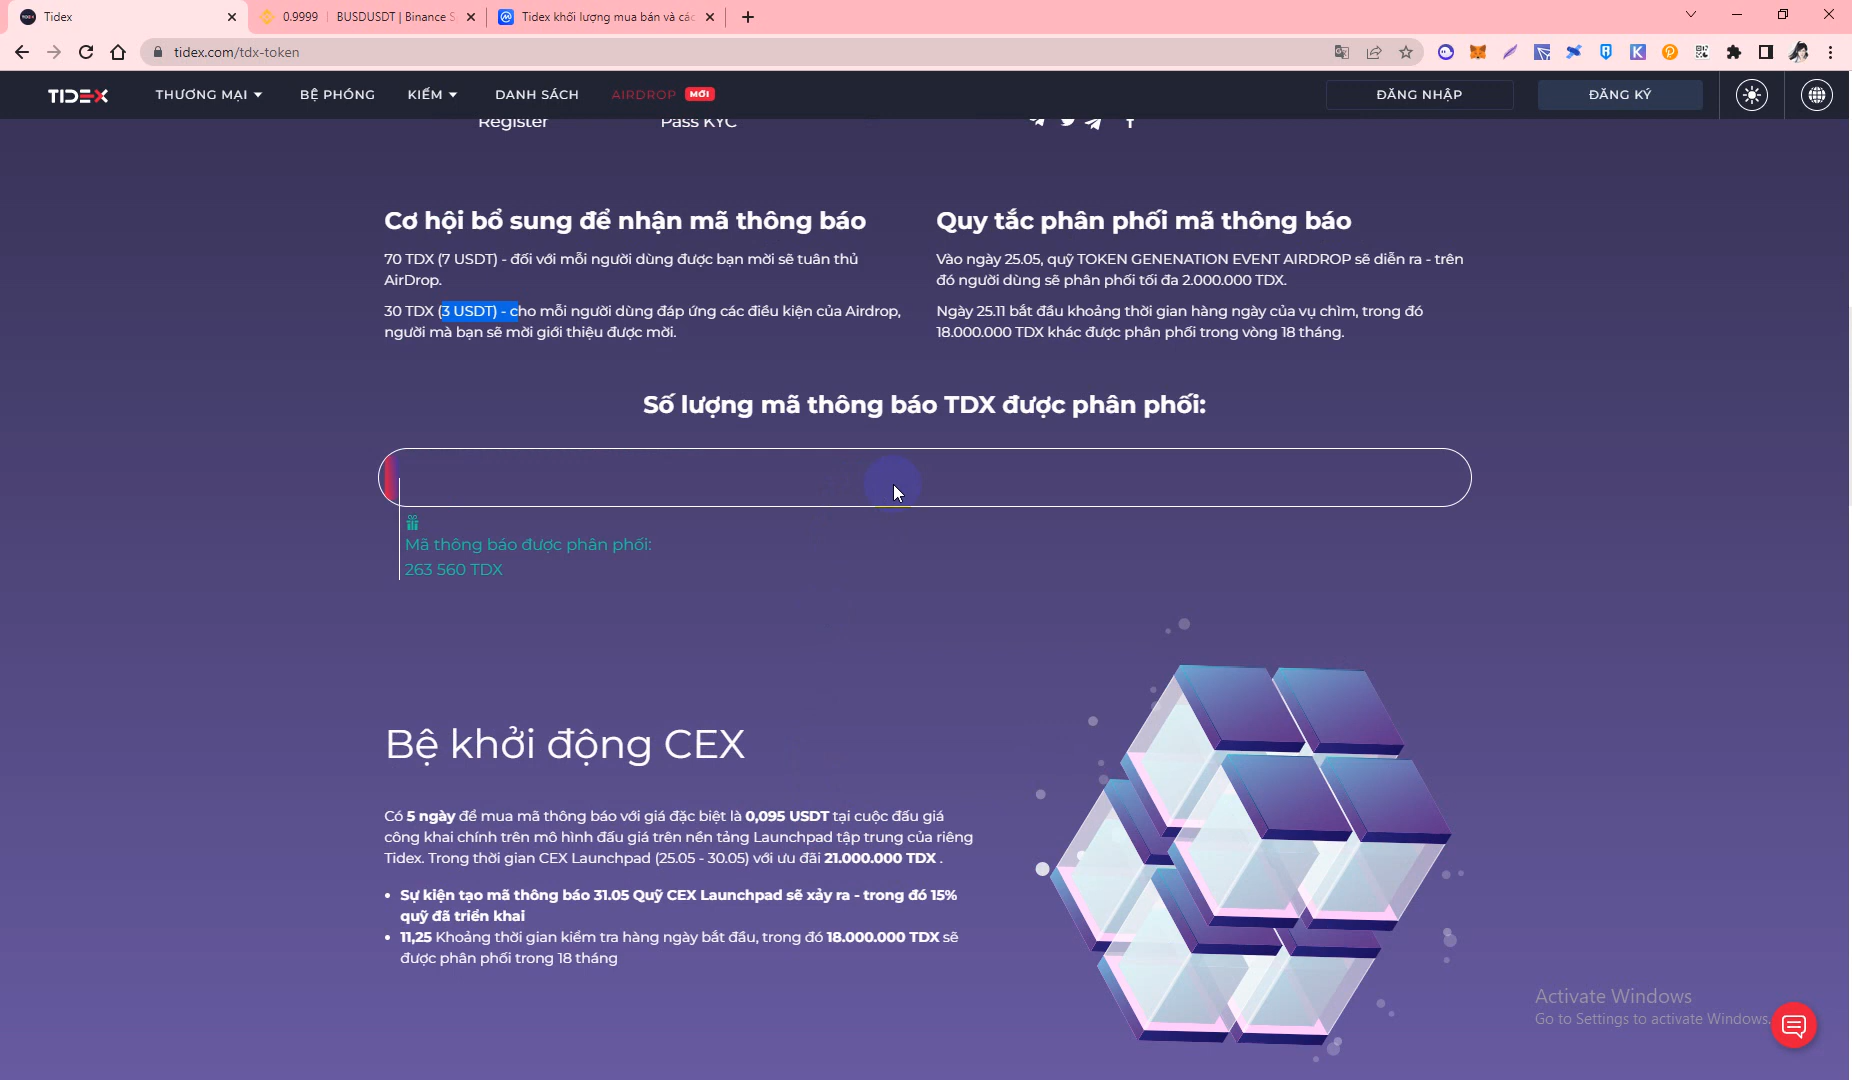 Tidex
0.9999 | BUSDUSDT | Binance S
Tidex khối lượng mua bán và các
tidex.com/tdx-token
TIDEX
THƯƠNG MẠI
BỆ PHÓNG
KIẾM
DANH SÁCH
AIRDROP MỚI
ĐĂNG NHẬP
ĐĂNG KÝ
Register
Pass KYC
Cơ hội bổ sung để nhận mã thông báo
70 TDX (7 USDT) - đối với mỗi người dùng được bạn mời sẽ tuân thủ
AirDrop.
30 TDX (3 USDT) - cho mỗi người dùng đáp ứng các điều kiện của Airdrop,
người mà bạn sẽ mời giới thiệu được mời.
Quy tắc phân phối mã thông báo
Vào ngày 25.05, quỹ TOKEN GENENATION EVENT AIRDROP sẽ diễn ra - trên
đó người dùng sẽ phân phối tối đa 2.000.000 TDX.
Ngày 25.11 bắt đầu khoảng thời gian hàng ngày của vụ chìm, trong đó
18.000.000 TDX khác được phân phối trong vòng 18 tháng.
Số lượng mã thông báo TDX được phân phối:
Mã thông báo được phân phối:
263 560 TDX
Bệ khởi động CEX
Có 5 ngày để mua mã thông báo với giá đặc biệt là 0,095 USDT tại cuộc đấu giá
công khai chính trên mô hình đấu giá trên nền tảng Launchpad tập trung của riêng
Tidex. Trong thời gian CEX Launchpad (25.05 - 30.05) với ưu đãi 21.000.000 TDX .
• Sự kiện tạo mã thông báo 31.05 Quỹ CEX Launchpad sẽ xảy ra - trong đó 15%
quỹ đã triển khai
• 11,25 Khoảng thời gian kiểm tra hàng ngày bắt đầu, trong đó 18.000.000 TDX sẽ
được phân phối trong 18 tháng
Activate Windows
Go to Settings to activate Windows.